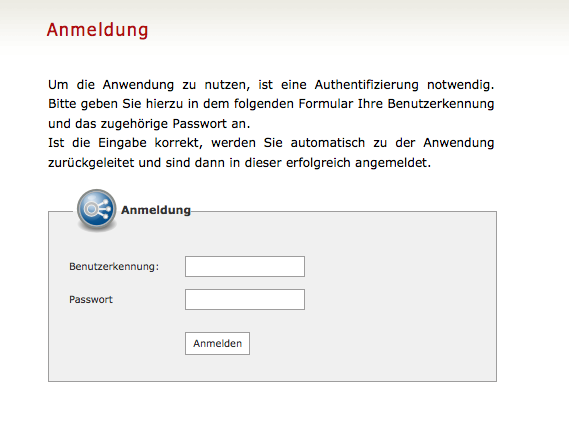 Anmeldung
Um die Anwendung zu nutzen, ist eine Authentifizierung notwendig.
Bitte geben Sie hierzu in dem folgenden Formular Ihre Benutzerkennung
und das zugehörige Passwort an.
Ist die Eingabe korrekt, werden Sie automatisch zu der Anwendung
zurückgeleitet und sind dann in dieser erfolgreich angemeldet.
Anmeldung
Benutzerkennung:
Passwort
Anmelden